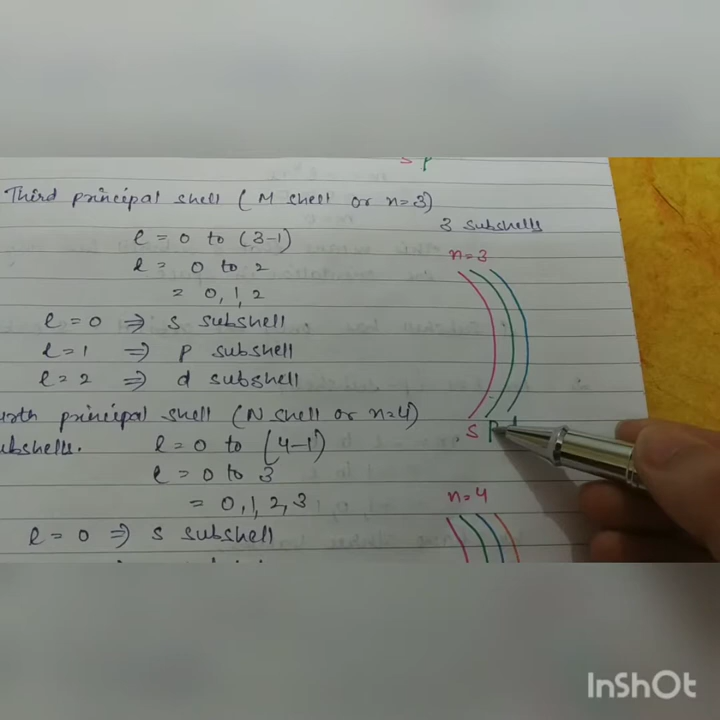 s p
Third principal shell ( M shell or n=3)
3 subshells
l = 0 to (3-1)
n=3
l = 0 to 2
= 0, 1, 2
l = 0 ⇒ s subshell
l = 1 ⇒ p subshell
l = 2 ⇒ d subshell
urth principal shell (N shell or n=4)
s p d
ubshells. l = 0 to (4-1)
l = 0 to 3
n=4
= 0, 1, 2, 3
l = 0 ⇒ s subshell
InShOt